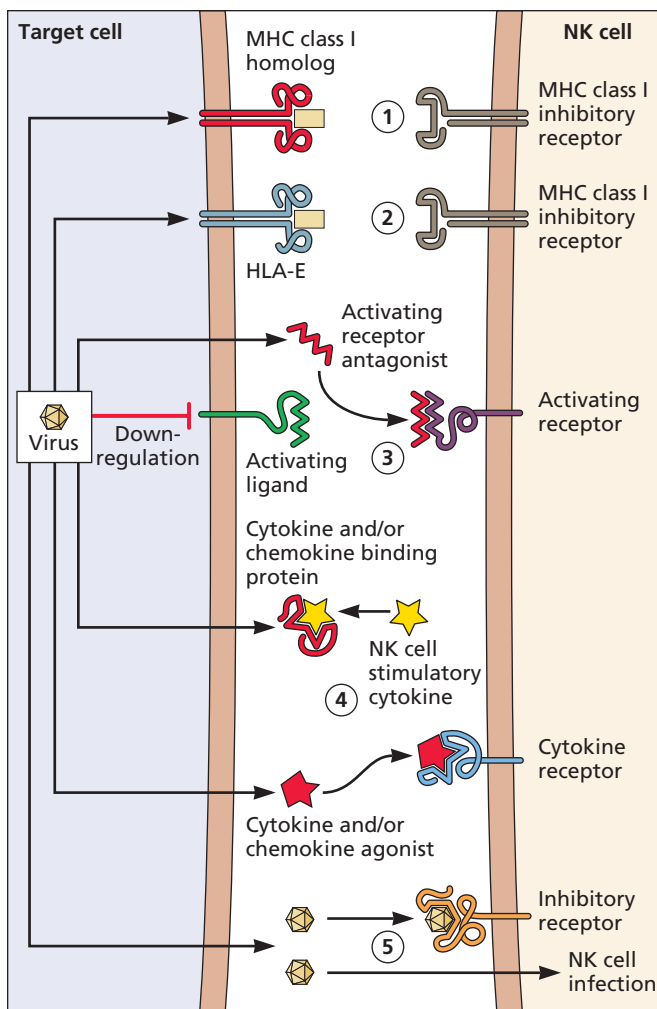 Target cell
NK cell
MHC class I
homolog
1
MHC class I
inhibitory
receptor
2
MHC class I
inhibitory
receptor
HLA-E
Activating
receptor
antagonist
Virus
Down-
regulation
Activating
ligand
3
Activating
receptor
Cytokine and/or
chemokine binding
protein
NK cell
stimulatory
cytokine
4
Cytokine
receptor
Cytokine and/or
chemokine agonist
Inhibitory
receptor
5
NK cell
infection